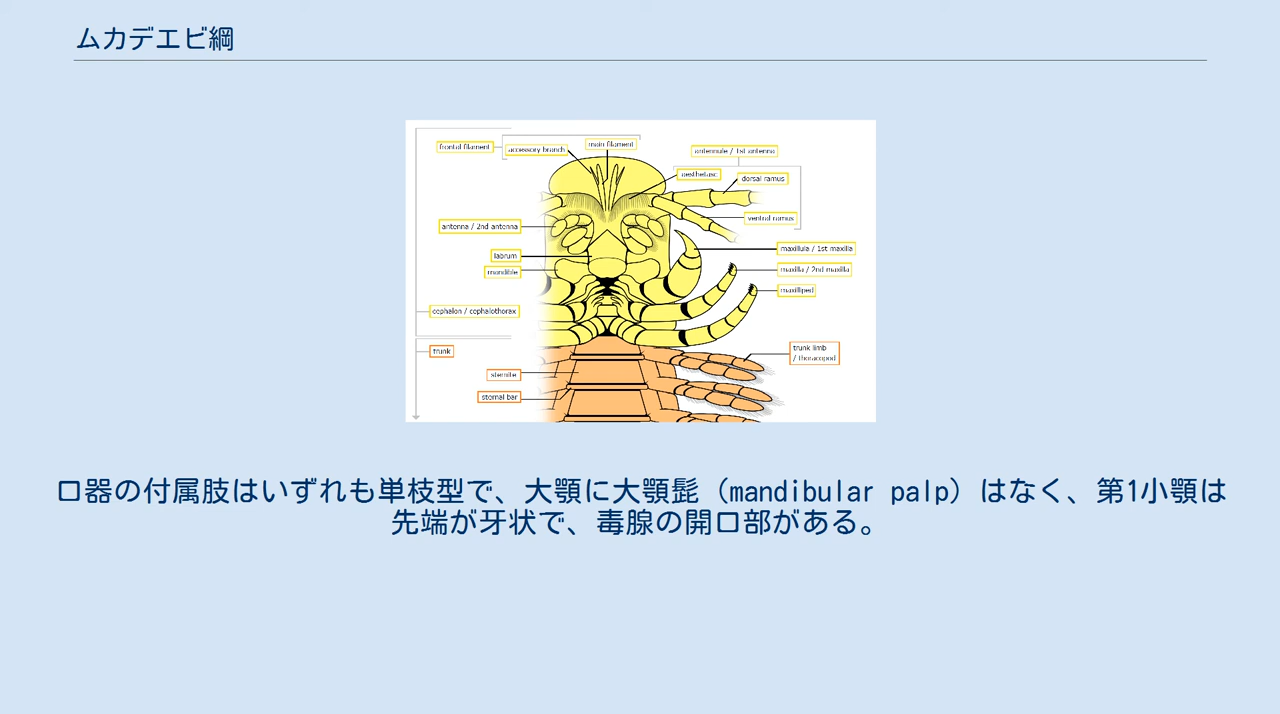 ムカデエビ綱
frontal filament
accessory branch
main filament
antennule / 1st antenna
aesthetasc
dorsal ramus
ventral ramus
antenna / 2nd antenna
labrum
mandible
maxillula / 1st maxilla
maxilla / 2nd maxilla
maxilliped
cephalon / cephalothorax
trunk
trunk limb
/ thoracopod
sternite
sternal bar
口器の付属肢はいずれも単枝型で、大顎に大顎髭（mandibular palp）はなく、第1小顎は
先端が牙状で、毒腺の開口部がある。